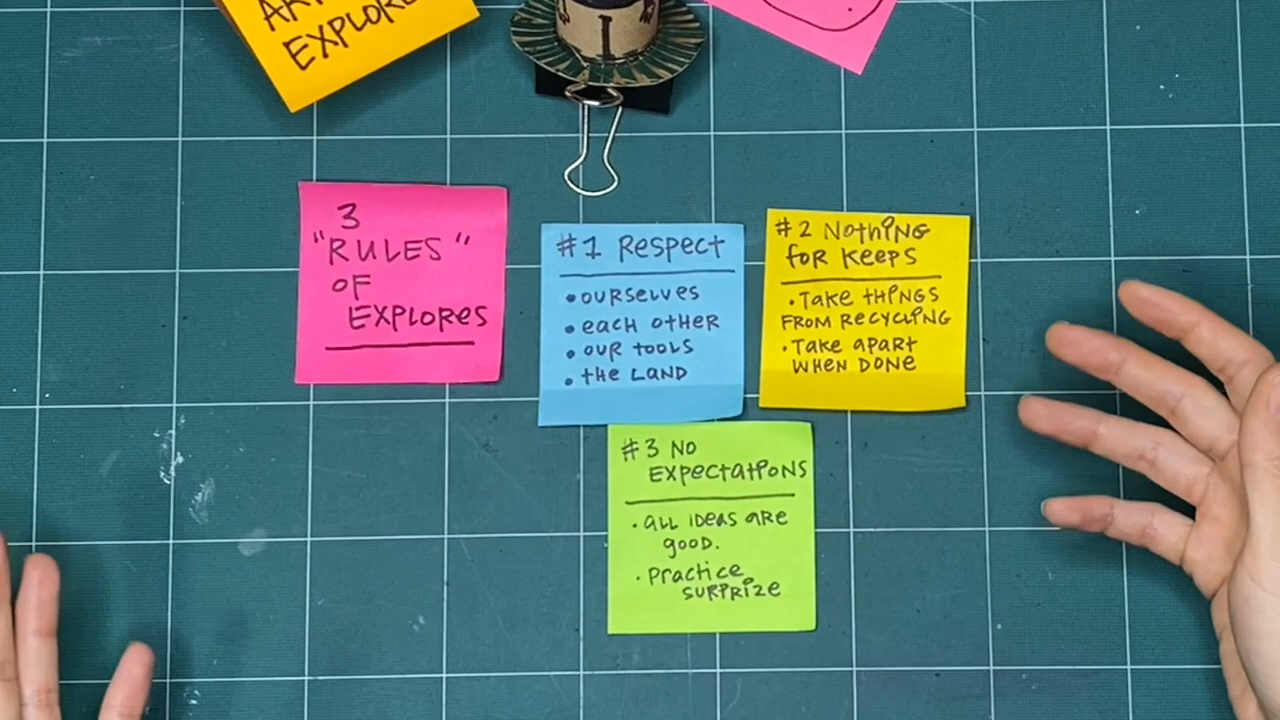 EXPLORE
1
3
"RULES"
OF
EXPLORES
#1 Respect
• OURSELVES
• each other
• our tools
• the LAND
#2 Nothing
for keeps
• Take things
FROM RECYCLING
• Take apart
WHEN DONE
#3 No
Expectations
• all ideas are
good.
• Practice
SURPRIZE